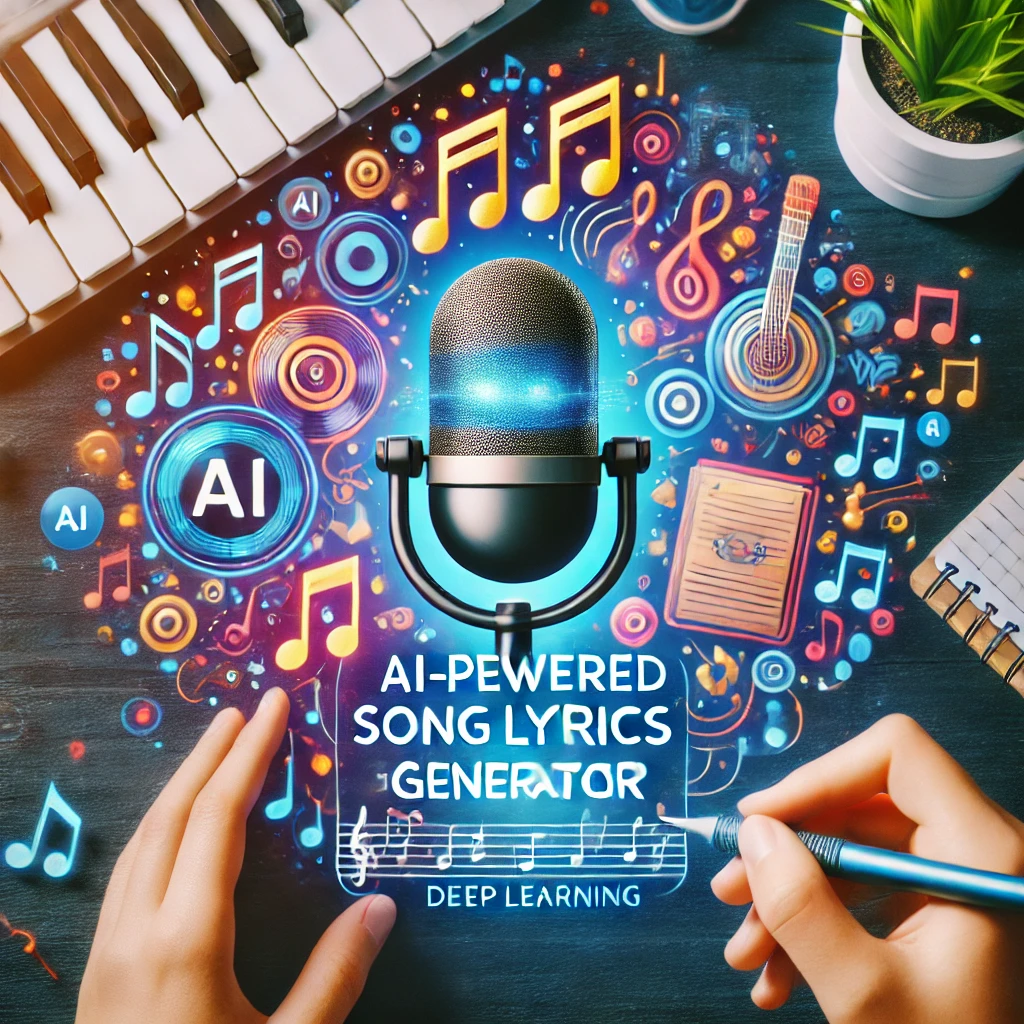 AI
AI
AI
A
AI-PEWERED
SONG LYRICS
GENERATOR
DEEP LEARNING